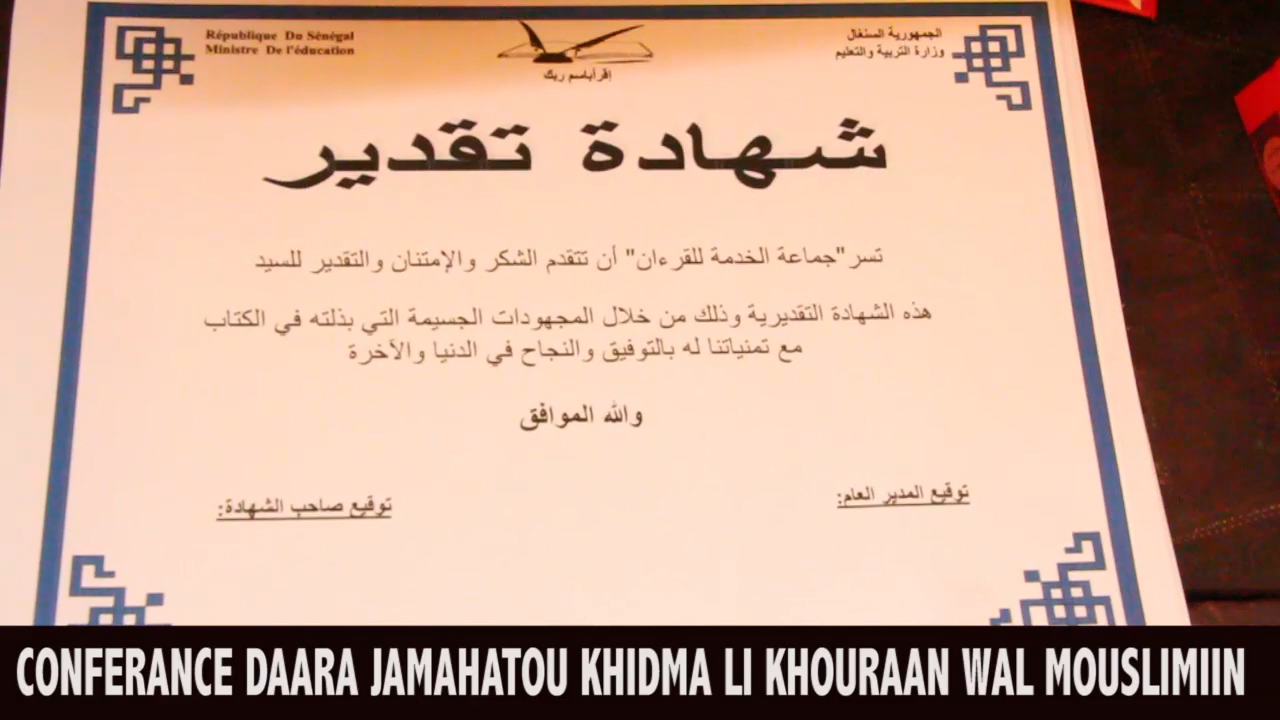 République Du Sénégal
Ministre De l'éducation
الجمهورية السنغال
وزارة التربية والتعليم
إقرأباسم ربك
شهادة تقدير
تسر"جماعة الخدمة للقرءان" أن تتقدم الشكر والإمتنان والتقدير للسيد
هذه الشهادة التقديرية وذلك من خلال المجهودات الجسيمة التي بذلته في الكتاب
مع تمنياتنا له بالتوفيق والنجاح في الدنيا والآخرة
والله الموافق
توقيع المدير العام:
توقيع صاحب الشهادة:
CONFERANCE DAARA JAMAHATOU KHIDMA LI KHOURAAN WAL MOUSLIMIIN